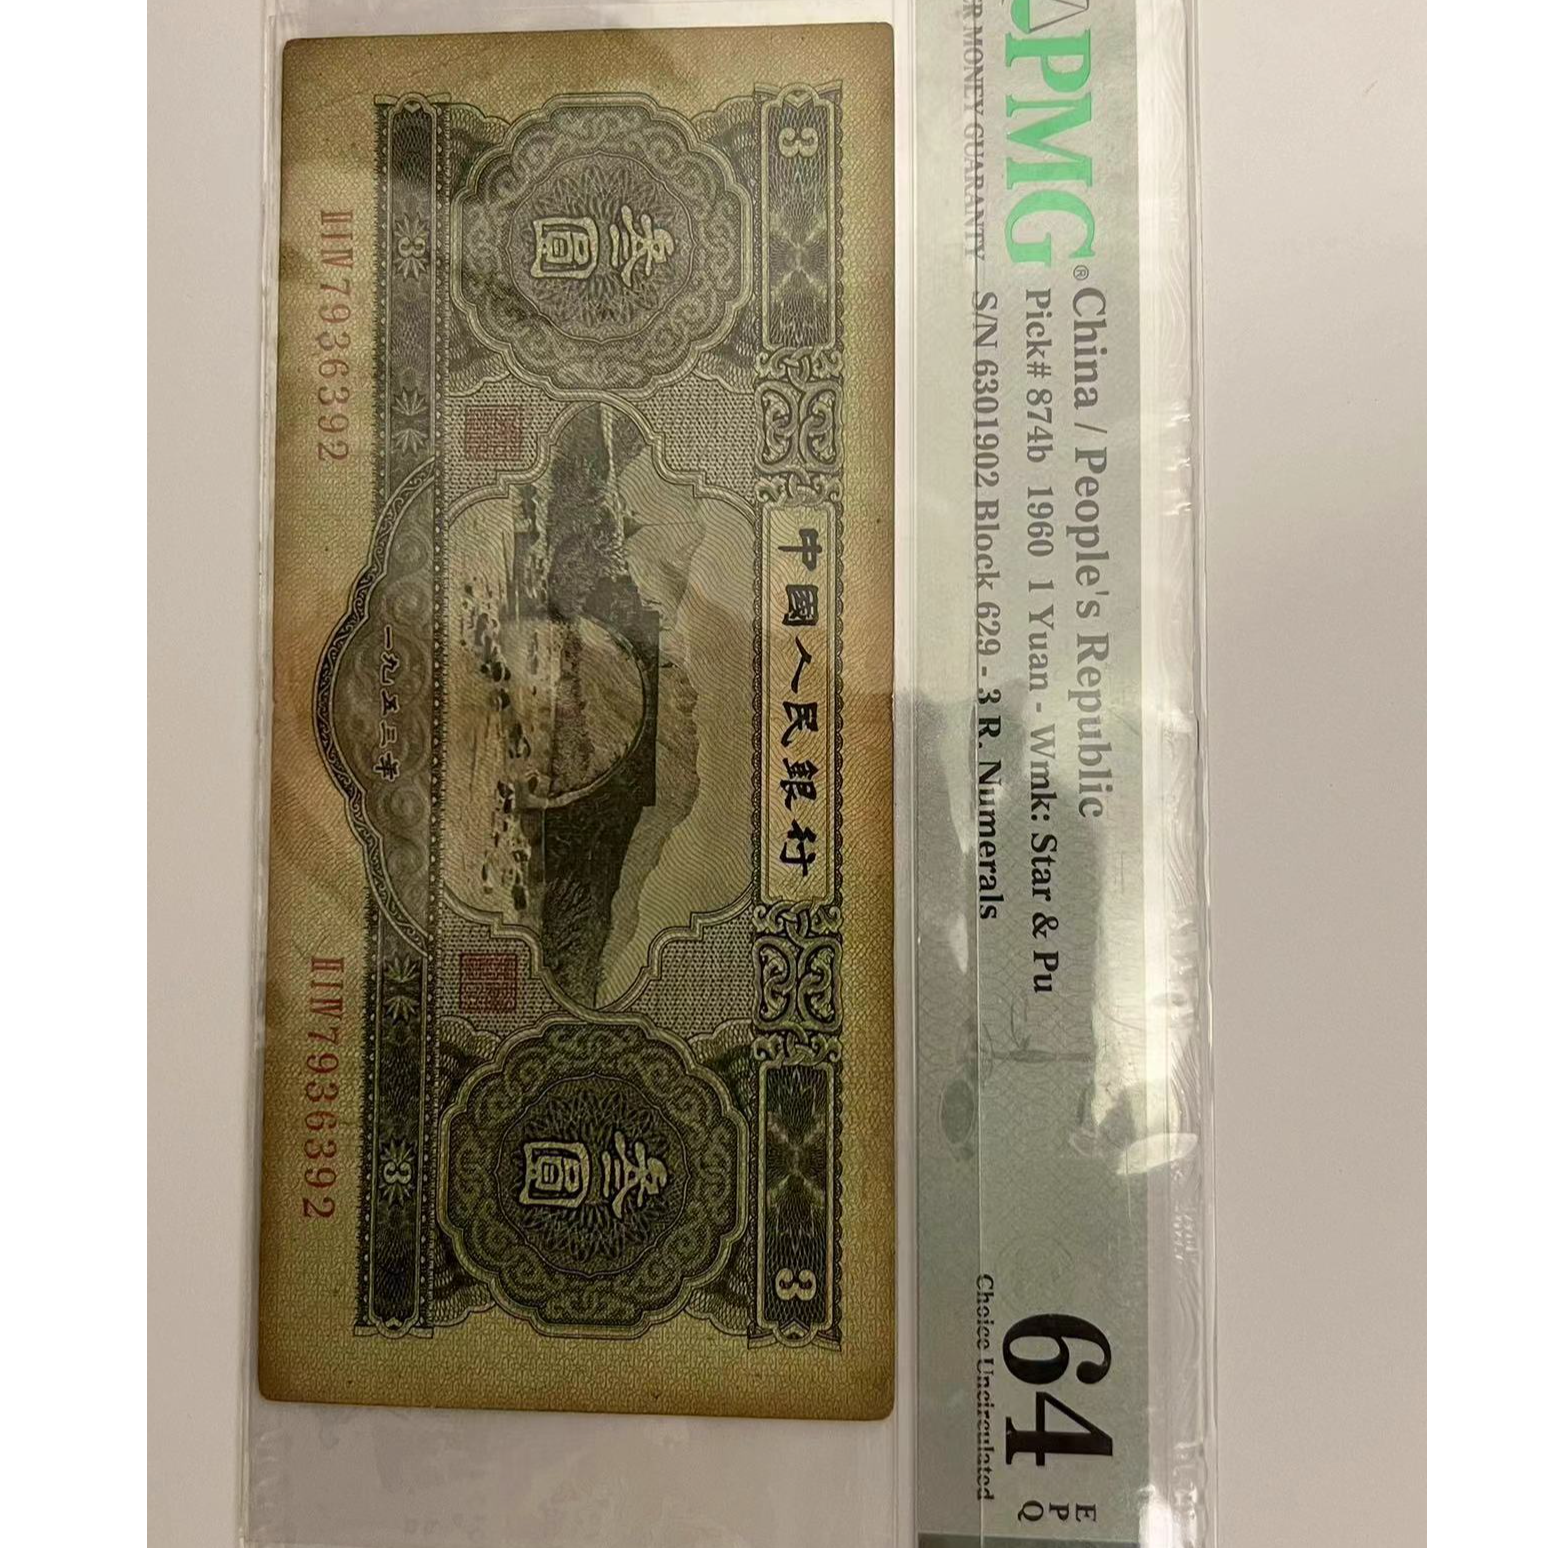 PMG®
R MONEY GUARANTY
China / People's Republic
Pick# 874b 1960 1 Yuan - Wmk: Star & Pu
S/N 6301902 Block 629 - 3 R. Numerals
64 EPQ
Choice Uncirculated
中國人民銀行
3
3
叁圓
叁圓
3
一九五三年
3
7936392
7936392